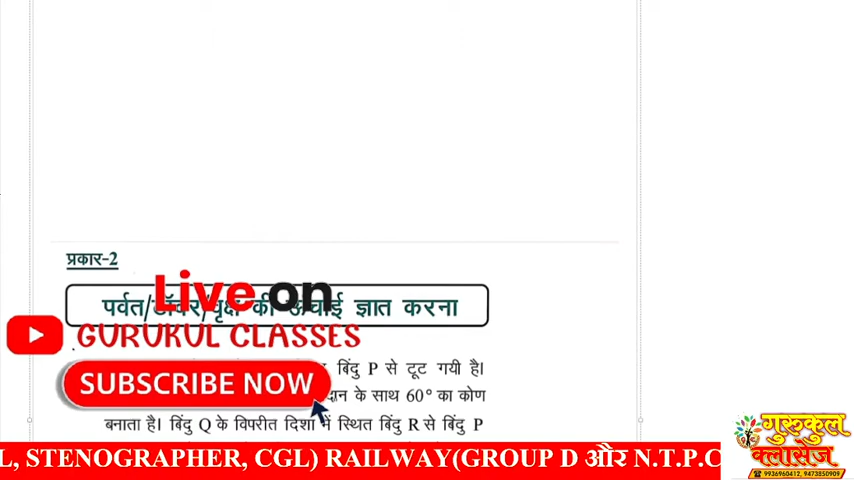 प्रकार-2
पर्वत/टॉवर/वृक्ष की ऊंचाई ज्ञात करना
Live on
GURUKUL CLASSES
SUBSCRIBE NOW
बिंदु P से टूट गयी है।
के साथ 60° का कोण
बनाता है। बिंदु Q के विपरीत दिशा में स्थित बिंदु R से बिंदु P
L, STENOGRAPHER, CGL) RAILWAY(GROUP D और N.T.P.C
गुरुकुल
क्लासेज
☎ 9936960412, 9473850909